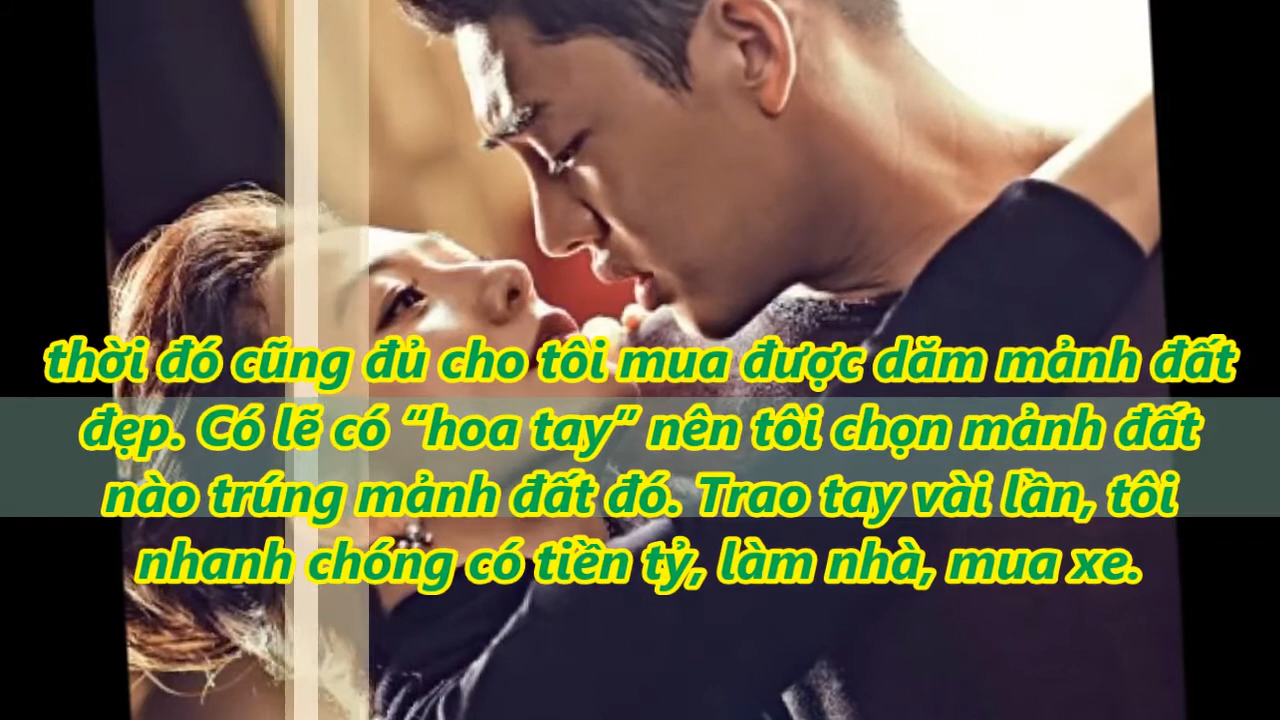 thời đó cũng đủ cho tôi mua được dăm mảnh đất
đẹp. Có lẽ có “hoa tay” nên tôi chọn mảnh đất
nào trúng mảnh đất đó. Trao tay vài lần, tôi
nhanh chóng có tiền tỷ, làm nhà, mua xe.